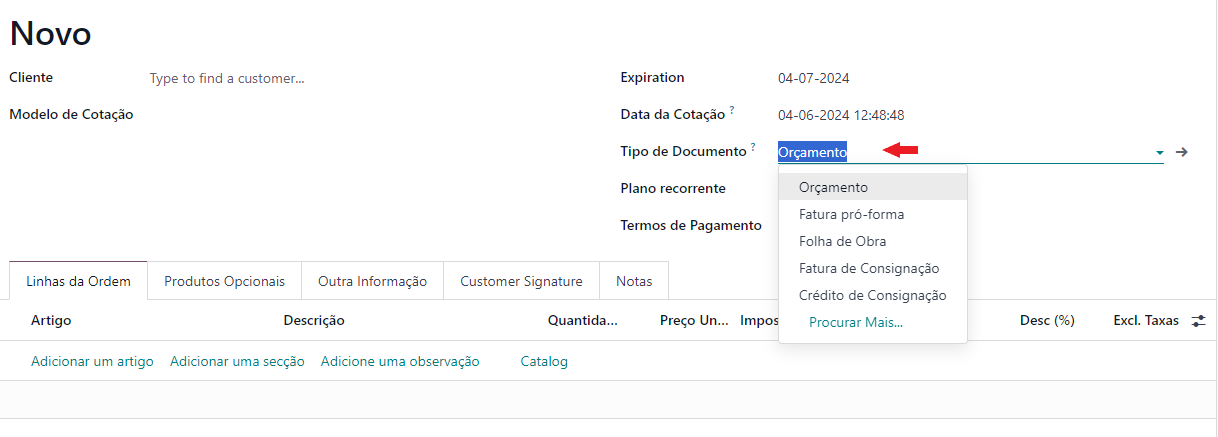 Novo
Cliente Type to find a customer...
Modelo de Cotação
Expiration 04-07-2024
Data da Cotação ? 04-06-2024 12:48:48
Tipo de Documento ? Orçamento
Plano recorrente
Termos de Pagamento
Orçamento
Fatura pró-forma
Folha de Obra
Fatura de Consignação
Crédito de Consignação
Procurar Mais...
Linhas da Ordem Produtos Opcionais Outra Informação Customer Signature Notas
Artigo Descrição Quantida... Preço Un... Impos Desc (%) Excl. Taxas
Adicionar um artigo Adicionar uma secção Adicione uma observação Catalog